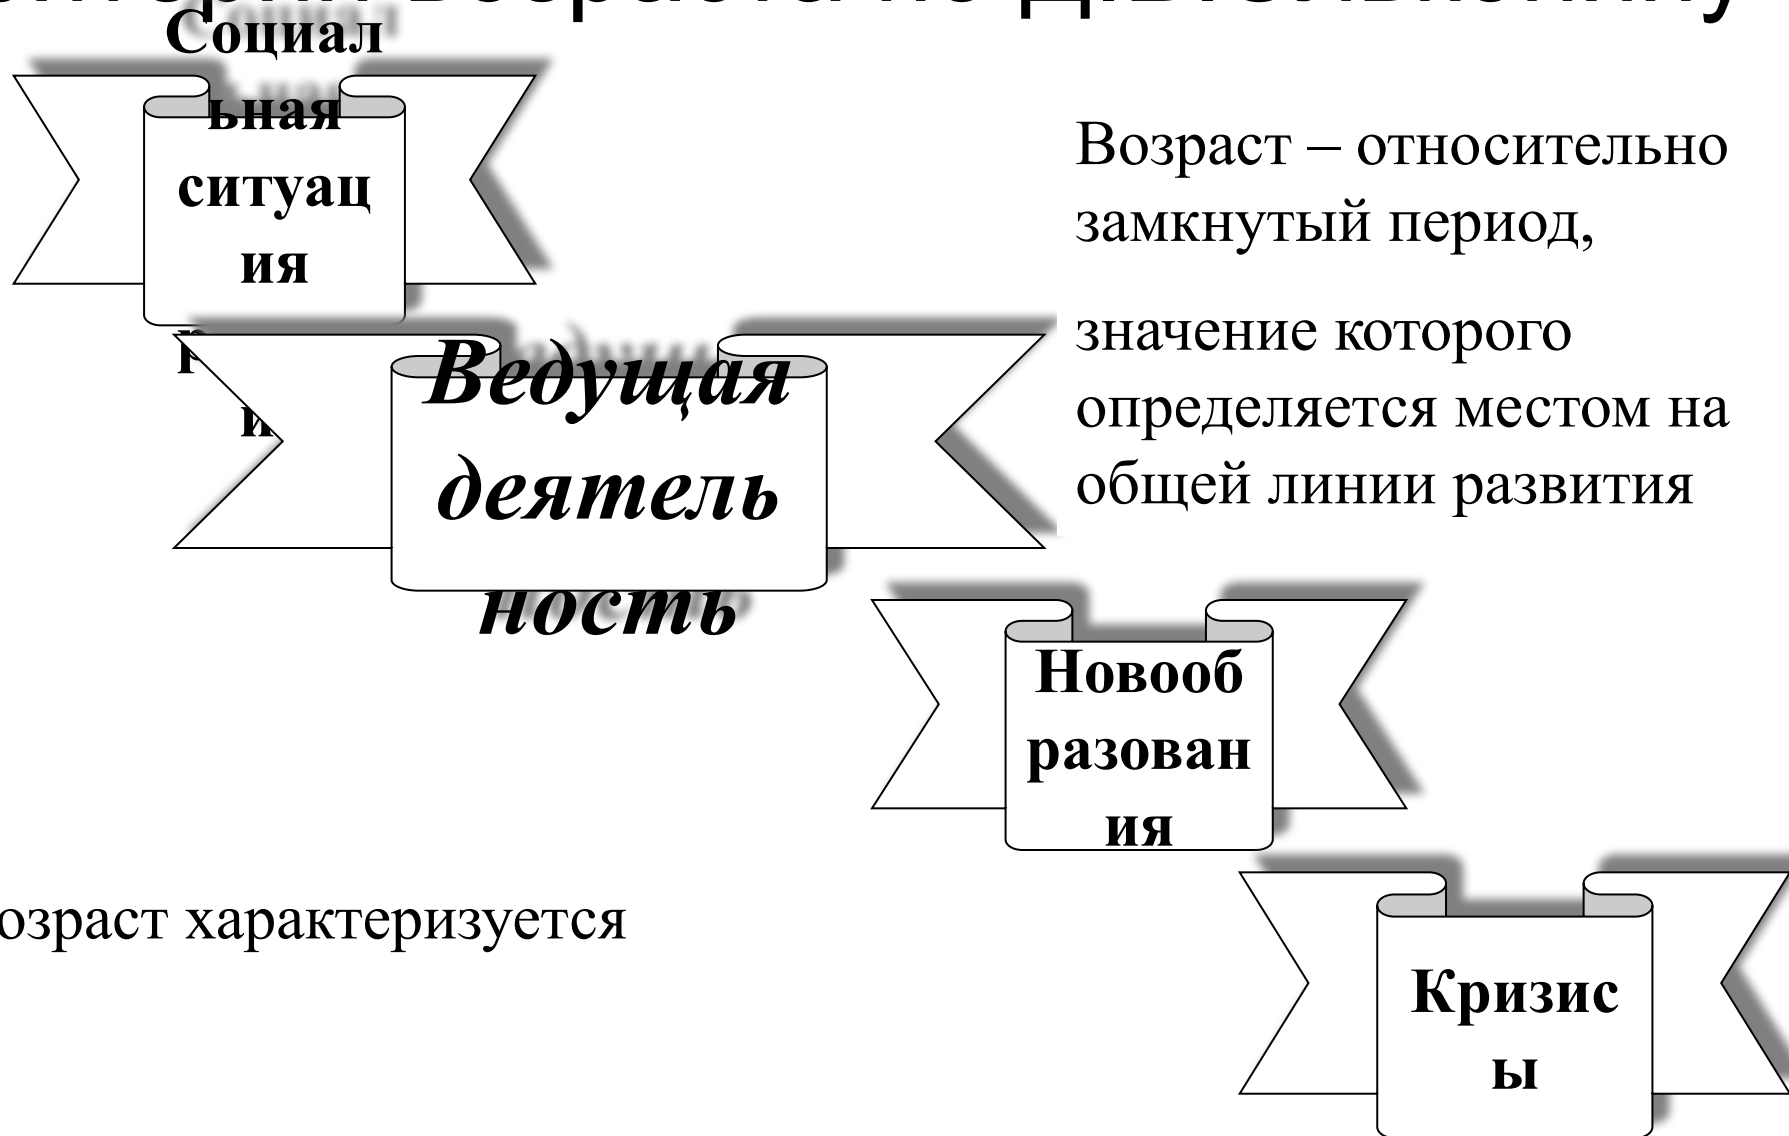 Социал
ьная
ситуац
ия
Возраст – относительно
замкнутый период,
значение которого
определяется местом на
общей линии развития
Ведущая
деятель
ность
Новооб
разован
ия
озраст характеризуется
Кризис
ы